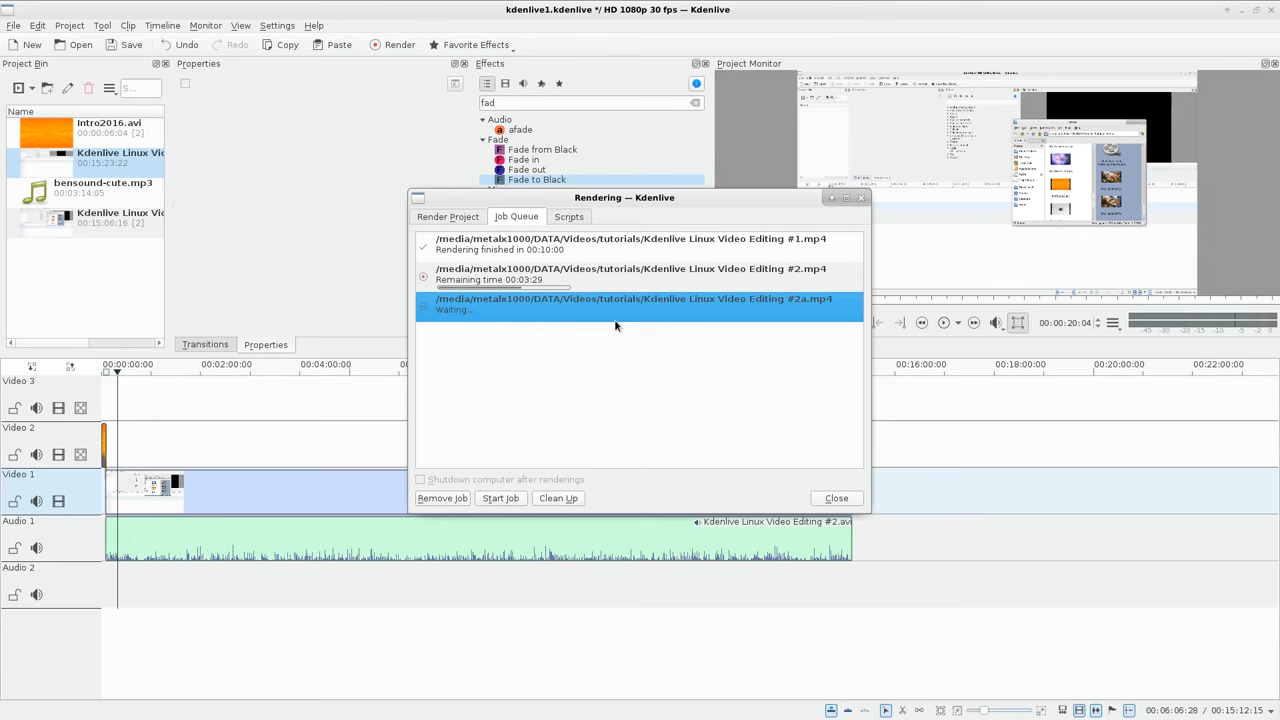 kdenlive1.kdenlive */ HD 1080p 30 fps — Kdenlive
File Edit Project Tool Clip Timeline Monitor View Settings Help
New Open Save Undo Redo Copy Paste Render Favorite Effects
Project Bin
Properties
Effects
Project Monitor
Name
Intro2016.avi
00:00:06:04 [2]
Kdenlive Linux Vid
00:15:23:22
bensound-cute.mp3
00:03:14:05
Kdenlive Linux Vid
00:15:06:16 [2]
fad
Audio
afade
Fade
Fade from Black
Fade in
Fade out
Fade to Black
Rendering — Kdenlive
Render Project Job Queue Scripts
/media/metalx1000/DATA/Videos/tutorials/Kdenlive Linux Video Editing #1.mp4
Rendering finished in 00:10:00
/media/metalx1000/DATA/Videos/tutorials/Kdenlive Linux Video Editing #2.mp4
Remaining time 00:03:29
/media/metalx1000/DATA/Videos/tutorials/Kdenlive Linux Video Editing #2a.mp4
Waiting...
Shutdown computer after renderings
Remove Job Start Job Clean Up Close
00:00:20:04
-45 -30 -20 -10 -5 -2 0
Transitions Properties
00:00:00:00 00:02:00:00 00:04:00:00 00:16:00:00 00:18:00:00 00:20:00:00 00:22:00:00
Video 3
Video 2
Video 1
Audio 1
Kdenlive Linux Video Editing #2.avi
Audio 2
00:06:06:28 / 00:15:12:15